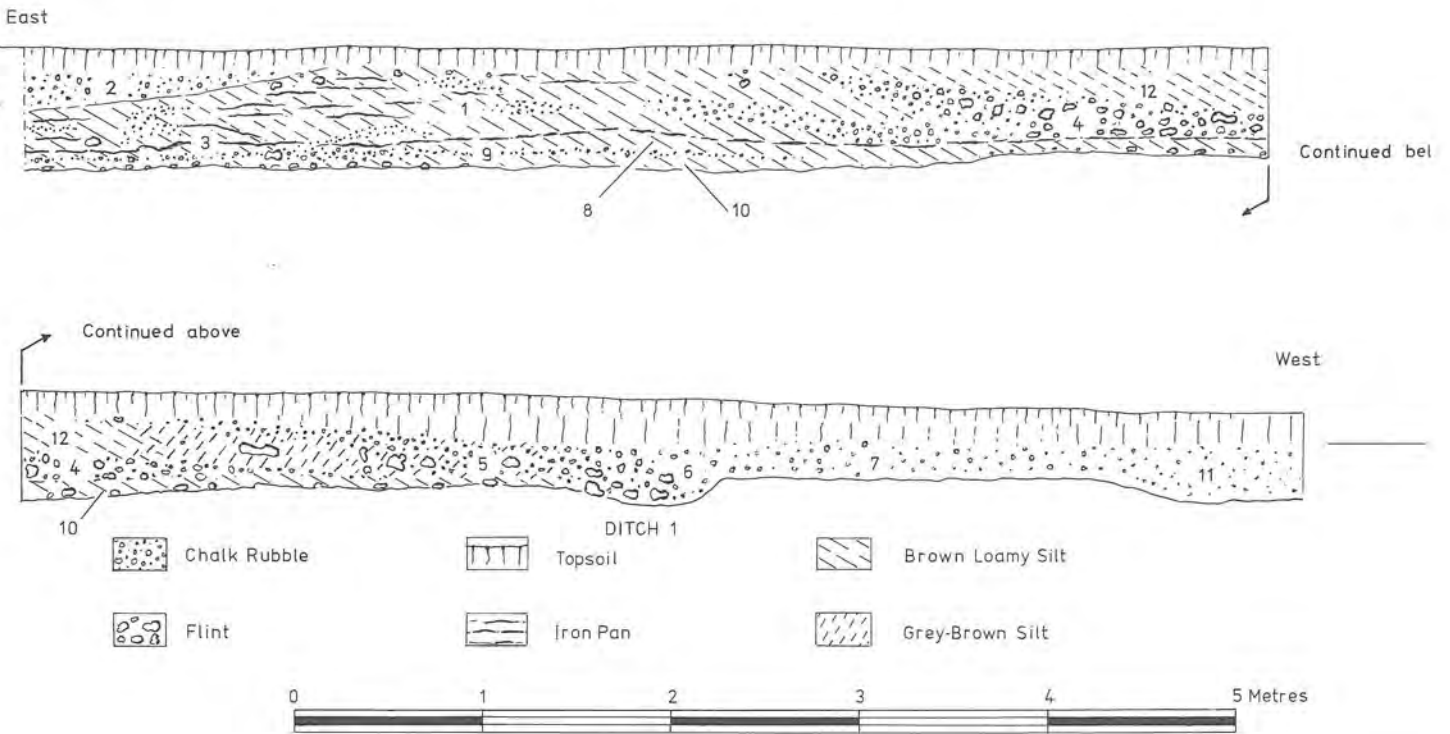 East
2
12
1
4
3
9
Continued bel
8
10
Continued above
West
12
4
5
6
7
11
10
DITCH 1
Chalk Rubble
Topsoil
Brown Loamy Silt
Flint
Iron Pan
Grey-Brown Silt
0 1 2 3 4 5 Metres